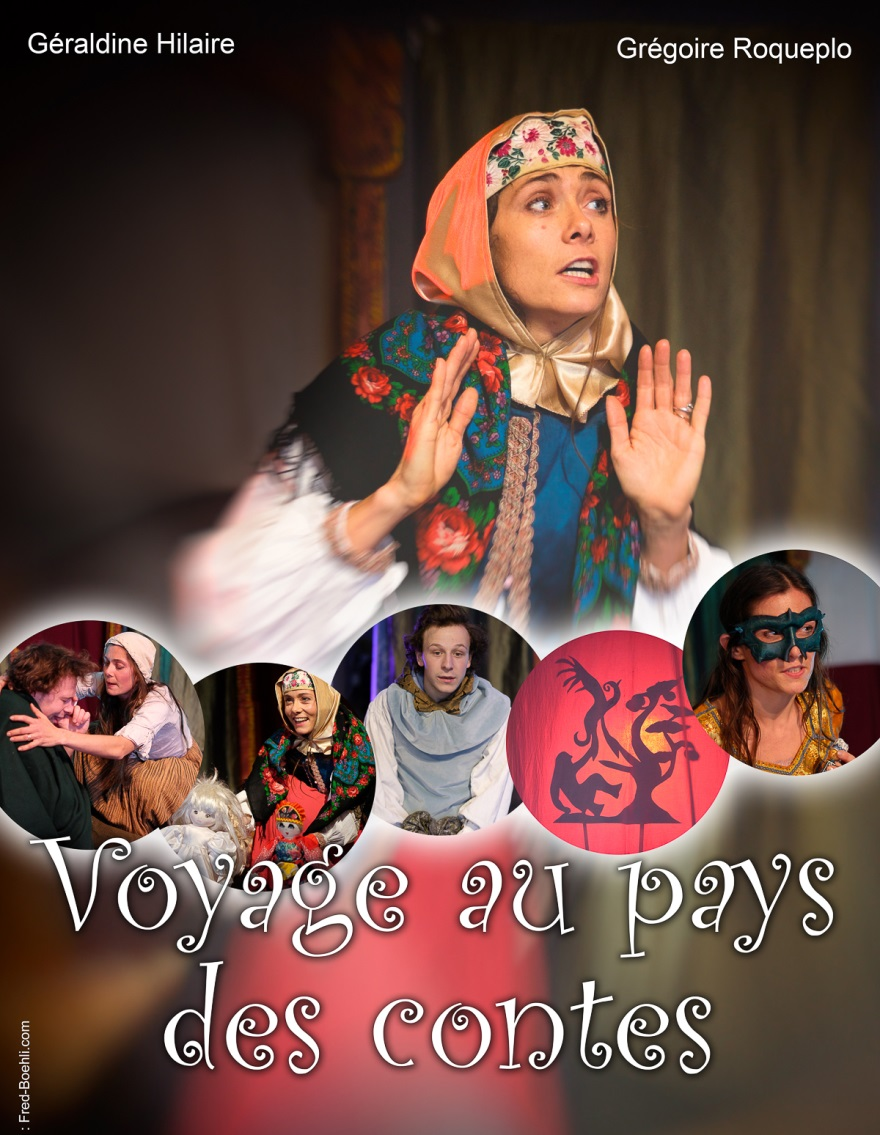 Géraldine Hilaire
Grégoire Roqueplo
Voyage au pays
des contes
: Fred-Boehli.com